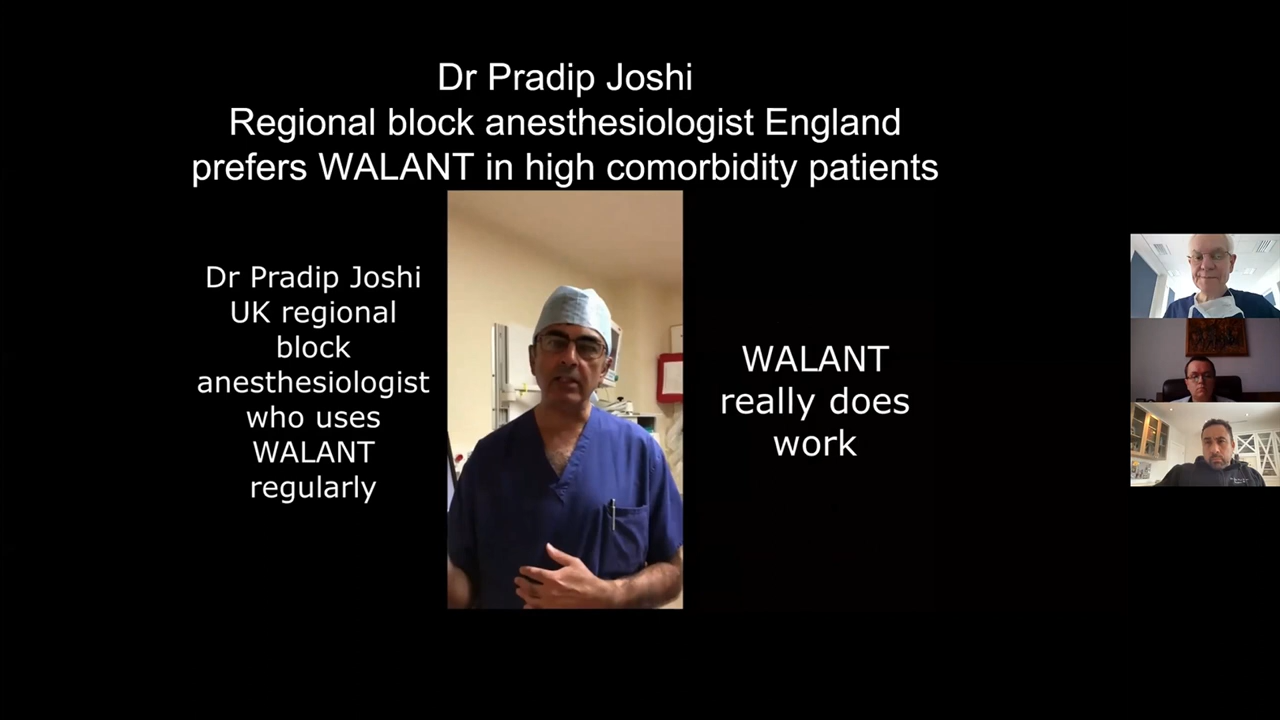 Dr Pradip Joshi
Regional block anesthesiologist England
prefers WALANT in high comorbidity patients
Dr Pradip Joshi
UK regional
block
anesthesiologist
who uses
WALANT
regularly
WALANT
really does
work